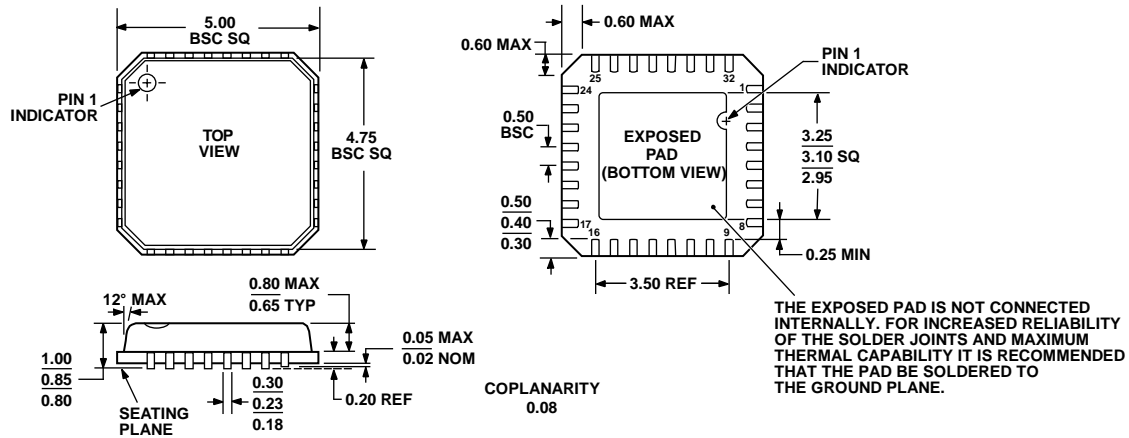 5.00
BSC SQ
PIN 1
INDICATOR
TOP
VIEW
4.75
BSC SQ
0.60 MAX
0.60 MAX
25
32
24
1
PIN 1
INDICATOR
0.50
BSC
EXPOSED
PAD
(BOTTOM VIEW)
3.25
3.10 SQ
2.95
0.50
0.40
0.30
17
16
9
8
0.25 MIN
3.50 REF
12° MAX
0.80 MAX
0.65 TYP
0.05 MAX
0.02 NOM
1.00
0.85
0.80
SEATING
PLANE
0.30
0.23
0.18
0.20 REF
COPLANARITY
0.08
THE EXPOSED PAD IS NOT CONNECTED
INTERNALLY. FOR INCREASED RELIABILITY
OF THE SOLDER JOINTS AND MAXIMUM
THERMAL CAPABILITY IT IS RECOMMENDED
THAT THE PAD BE SOLDERED TO
THE GROUND PLANE.